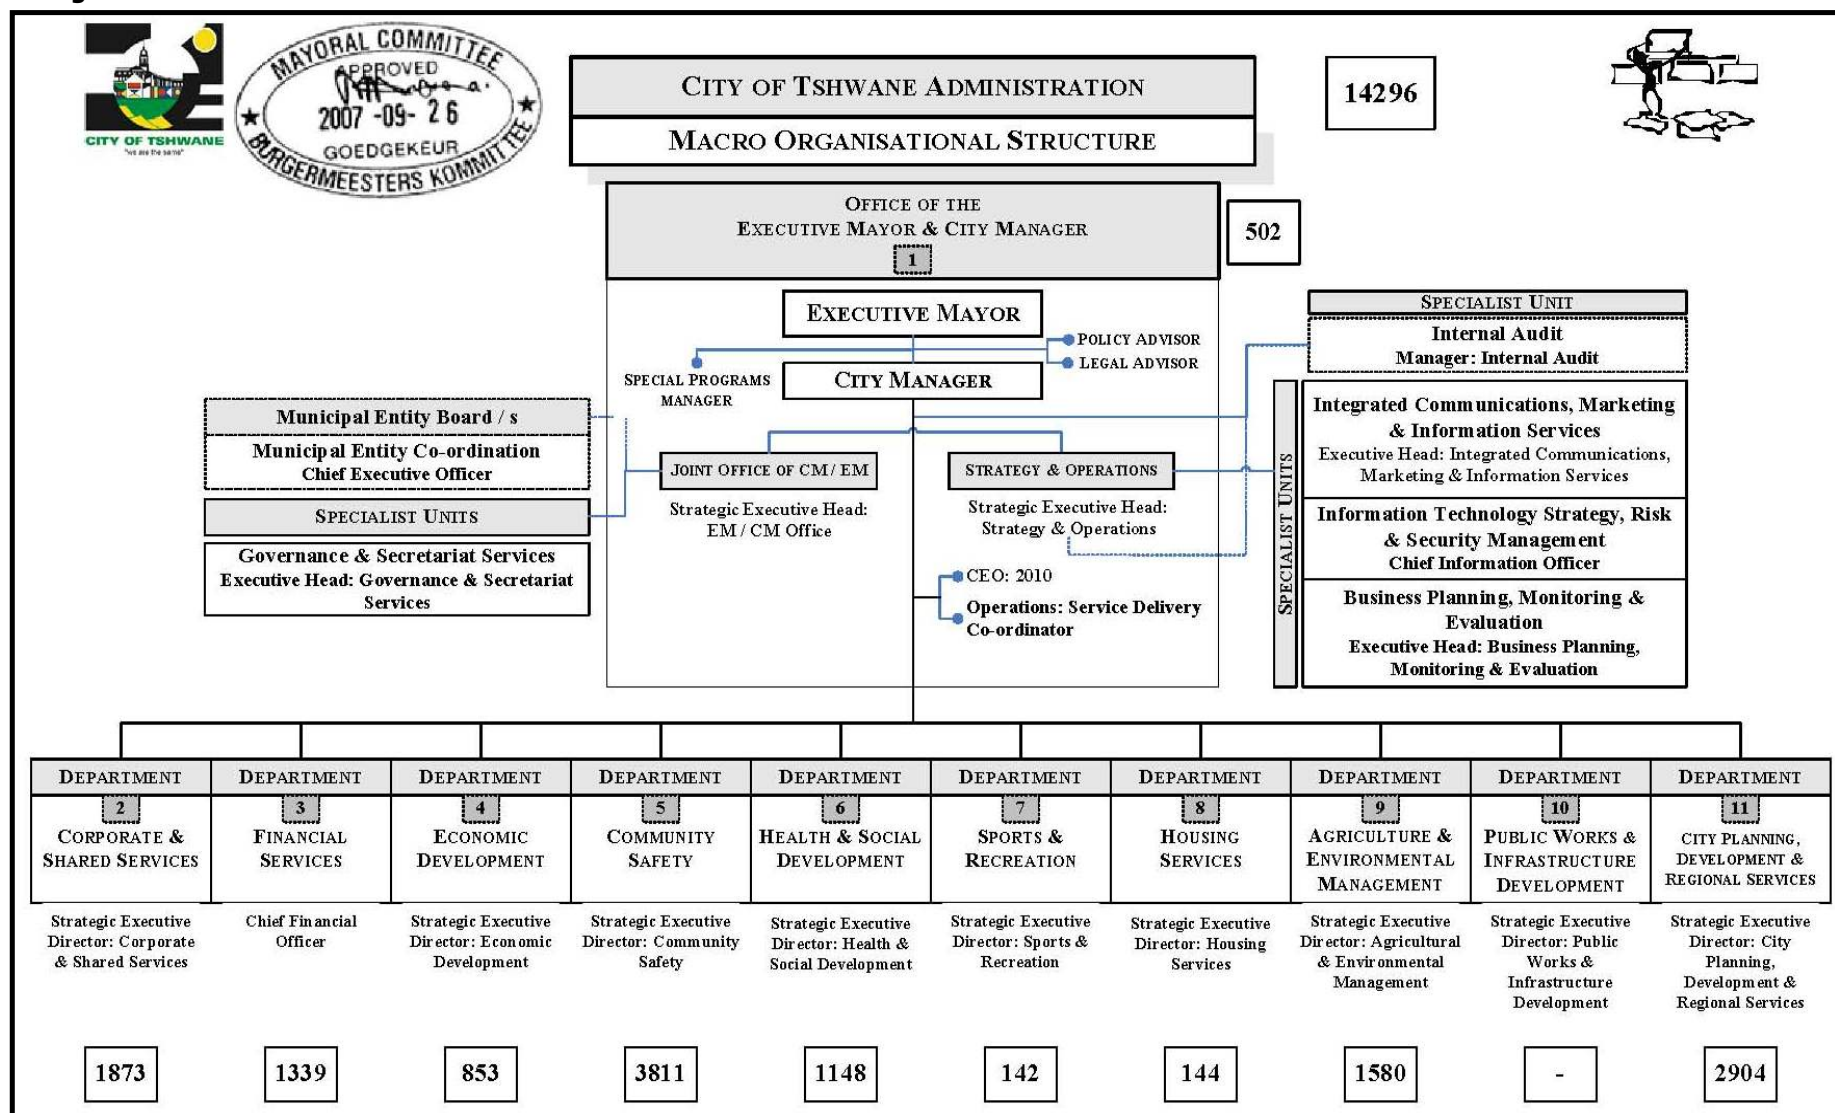 CITY OF TSHWANE
"we are the same"
MAYORAL COMMITTEE
APPROVED
2007 -09- 26
GOEDGEKEUR
BURGERMEESTERS KOMMITTEE
CITY OF TSHWANE ADMINISTRATION
MACRO ORGANISATIONAL STRUCTURE
14296
OFFICE OF THE
EXECUTIVE MAYOR & CITY MANAGER
1
502
EXECUTIVE MAYOR
POLICY ADVISOR
LEGAL ADVISOR
SPECIAL PROGRAMS
MANAGER
CITY MANAGER
SPECIALIST UNIT
Internal Audit
Manager: Internal Audit
Municipal Entity Board / s
Municipal Entity Co-ordination
Chief Executive Officer
SPECIALIST UNITS
Governance & Secretariat Services
Executive Head: Governance & Secretariat
Services
JOINT OFFICE OF CM / EM
Strategic Executive Head:
EM / CM Office
STRATEGY & OPERATIONS
Strategic Executive Head:
Strategy & Operations
CEO: 2010
Operations: Service Delivery
Co-ordinator
SPECIALIST UNITS
Integrated Communications, Marketing
& Information Services
Executive Head: Integrated Communications,
Marketing & Information Services
Information Technology Strategy, Risk
& Security Management
Chief Information Officer
Business Planning, Monitoring &
Evaluation
Executive Head: Business Planning,
Monitoring & Evaluation
DEPARTMENT
2
CORPORATE &
SHARED SERVICES
Strategic Executive
Director: Corporate
& Shared Services
1873
DEPARTMENT
3
FINANCIAL
SERVICES
Chief Financial
Officer
1339
DEPARTMENT
4
ECONOMIC
DEVELOPMENT
Strategic Executive
Director: Economic
Development
853
DEPARTMENT
5
COMMUNITY
SAFETY
Strategic Executive
Director: Community
Safety
3811
DEPARTMENT
6
HEALTH & SOCIAL
DEVELOPMENT
Strategic Executive
Director: Health &
Social Development
1148
DEPARTMENT
7
SPORTS &
RECREATION
Strategic Executive
Director: Sports &
Recreation
142
DEPARTMENT
8
HOUSING
SERVICES
Strategic Executive
Director: Housing
Services
144
DEPARTMENT
9
AGRICULTURE &
ENVIRONMENTAL
MANAGEMENT
Strategic Executive
Director: Agricultural
& Environmental
Management
1580
DEPARTMENT
10
PUBLIC WORKS &
INFRASTRUCTURE
DEVELOPMENT
Strategic Executive
Director: Public
Works &
Infrastructure
Development
-
DEPARTMENT
11
CITY PLANNING,
DEVELOPMENT &
REGIONAL SERVICES
Strategic Executive
Director: City
Planning,
Development &
Regional Services
2904